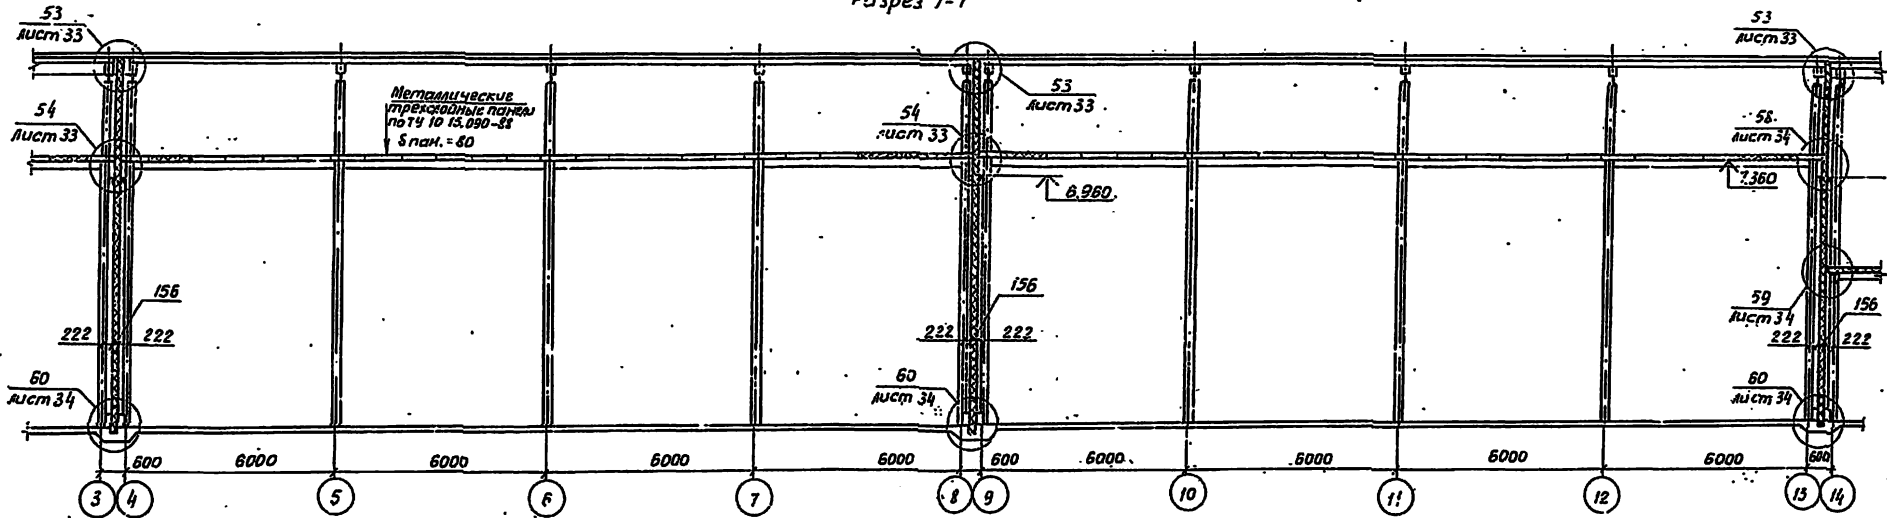 Разрез 1-1
53
лист 33
53
лист 33
53
лист 33
54
лист 33
Металлические
трехслойные панели
по ТУ 10 15.090-88
δ пан. = 80
54
лист 33
58
лист 34
6.960
7.360
156
222 222
156
222 222
59
лист 34
156
222 222
60
лист 34
60
лист 34
60
лист 34
600 6000 6000 6000 6000 600 6000 6000 6000 6000 600
3 4 5 6 7 8 9 10 11 12 13 14